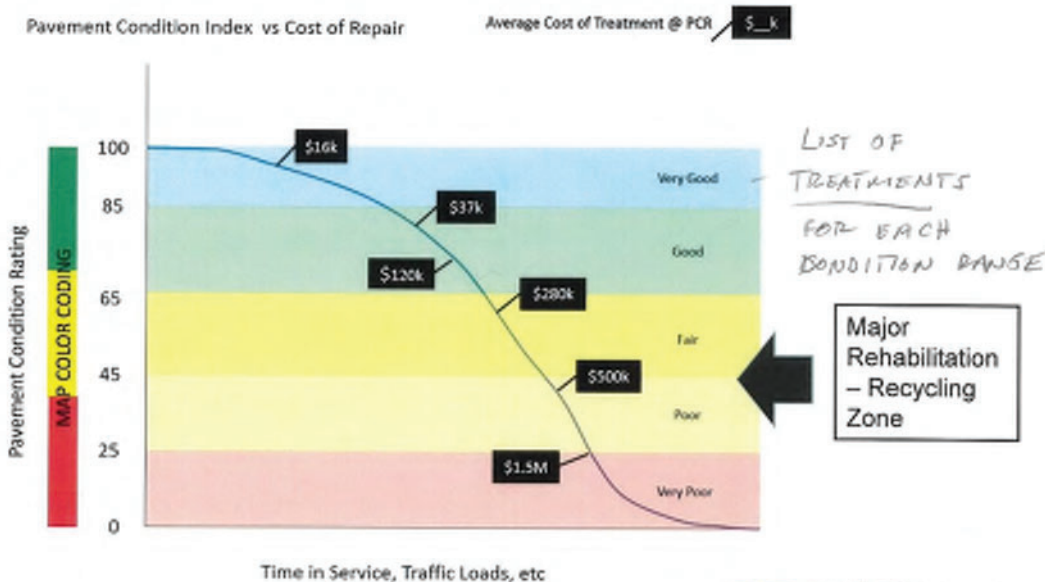 Pavement Condition Index vs Cost of Repair
Average Cost of Treatment @ PCR
$__k
100
85
65
45
25
0
Pavement Condition Rating
MAP COLOR CODING
$16k
$37k
$120k
$280k
$500k
$1.5M
Very Good
Good
Fair
Poor
Very Poor
LIST OF
TREATMENTS
FOR EACH
CONDITION RANGE
Major
Rehabilitation
– Recycling
Zone
Time in Service, Traffic Loads, etc